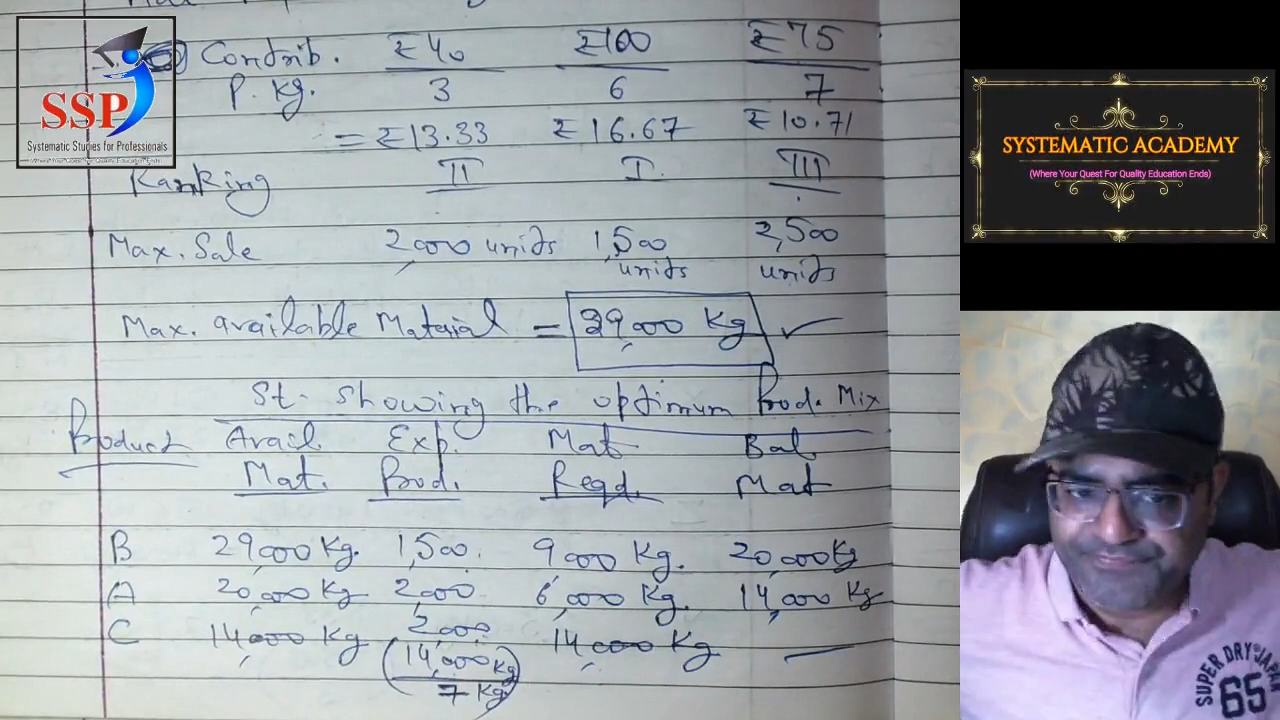 Contrib. ₹40 ₹100 ₹75
P. Kg. 3 6 7
= ₹13.33 ₹16.67 ₹10.71
Ranking II I. III
Max. Sale 2,000 units 1,500 units 2,500 units
Max. available Material = 29,000 Kg
St. showing the optimum Prod. Mix
Product Avail. Mat. Exp. Prod. Mat Reqd. Bal. Mat
B 29,000 Kg. 1,500. 9,000 Kg. 20,000 Kg
A 20,000 Kg 2,000 6,000 Kg. 14,000 Kg
C 14,000 Kg 2,000 14,000 Kg —
(14,000 Kg
7 Kg)
SSP
Systematic Studies for Professionals
SYSTEMATIC ACADEMY
(Where Your Quest For Quality Education Ends)
SUPER DRY JAPAN
65